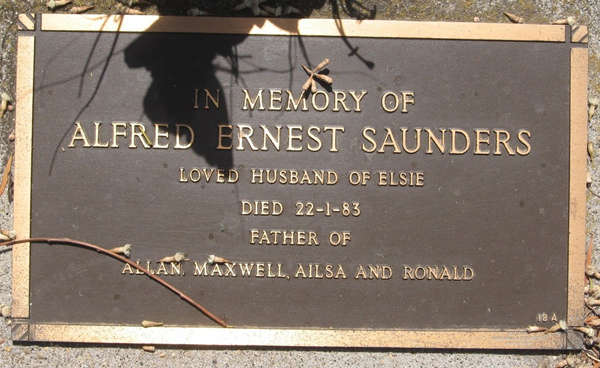 IN MEMORY OF
ALFRED ERNEST SAUNDERS
LOVED HUSBAND OF ELSIE
DIED 22-1-83
FATHER OF
ALLAN, MAXWELL, AILSA AND RONALD
19 A